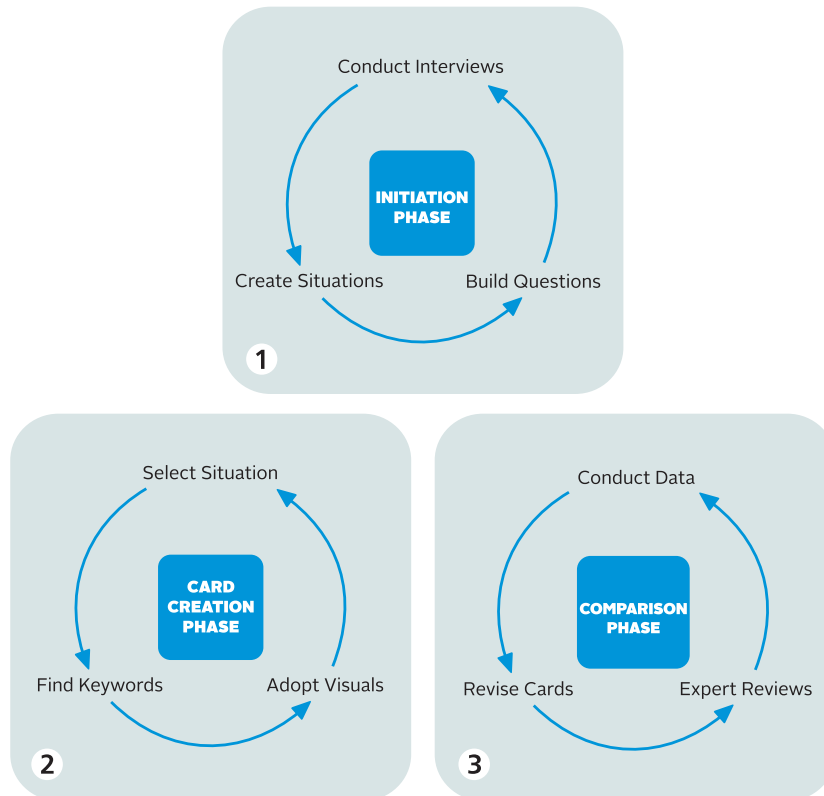 Conduct Interviews
INITIATION
PHASE
Create Situations
Build Questions
1
Select Situation
CARD
CREATION
PHASE
Find Keywords
Adopt Visuals
2
Conduct Data
COMPARISON
PHASE
Revise Cards
Expert Reviews
3